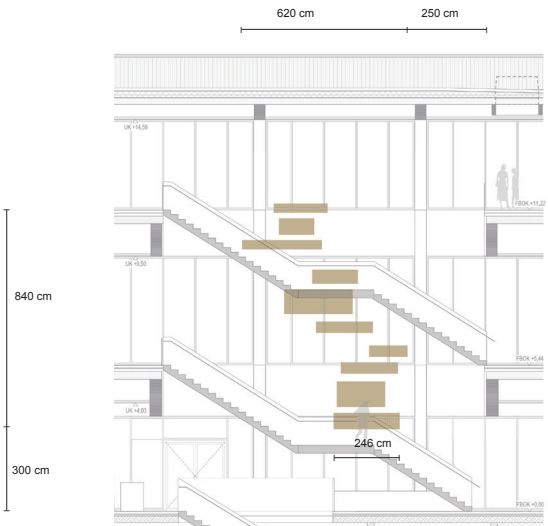 620 cm
250 cm
UK +14,59
FBOK +11,22
840 cm
UK +9,50
FBOK +5,44
UK +4,03
246 cm
300 cm
FBOK +0,00